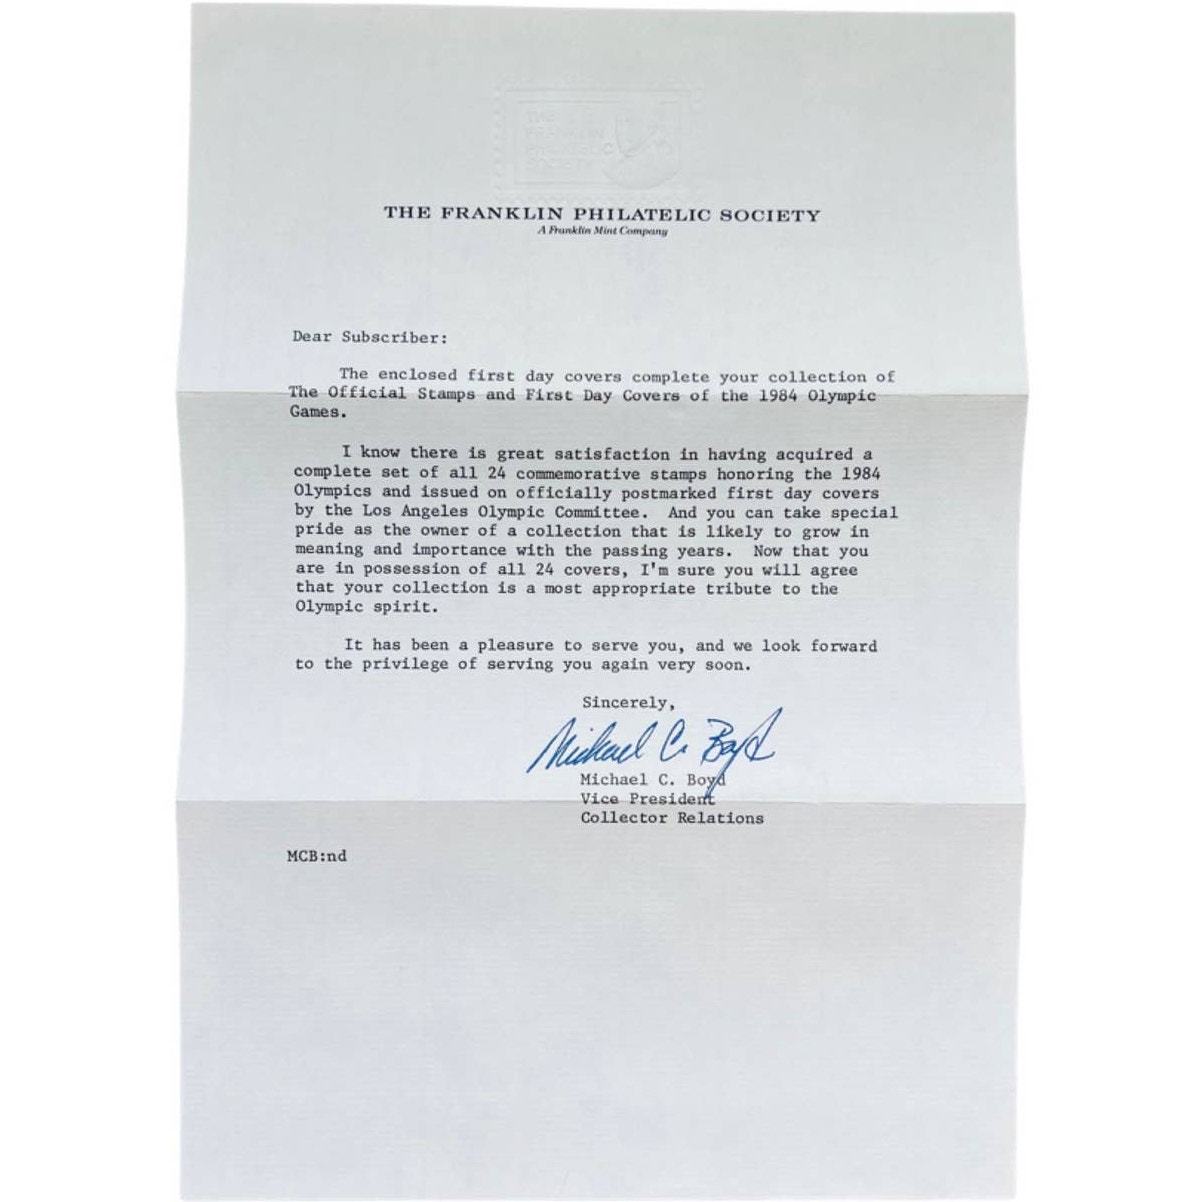 THE
FRANKLIN
PHILATELIC
SOCIETY
THE FRANKLIN PHILATELIC SOCIETY
A Franklin Mint Company
Dear Subscriber:
The enclosed first day covers complete your collection of
The Official Stamps and First Day Covers of the 1984 Olympic
Games.
I know there is great satisfaction in having acquired a
complete set of all 24 commemorative stamps honoring the 1984
Olympics and issued on officially postmarked first day covers
by the Los Angeles Olympic Committee.  And you can take special
pride as the owner of a collection that is likely to grow in
meaning and importance with the passing years.  Now that you
are in possession of all 24 covers, I'm sure you will agree
that your collection is a most appropriate tribute to the
Olympic spirit.
It has been a pleasure to serve you, and we look forward
to the privilege of serving you again very soon.
Sincerely,
Michael C. Boyd
Michael C. Boyd
Vice President
Collector Relations
MCB:nd